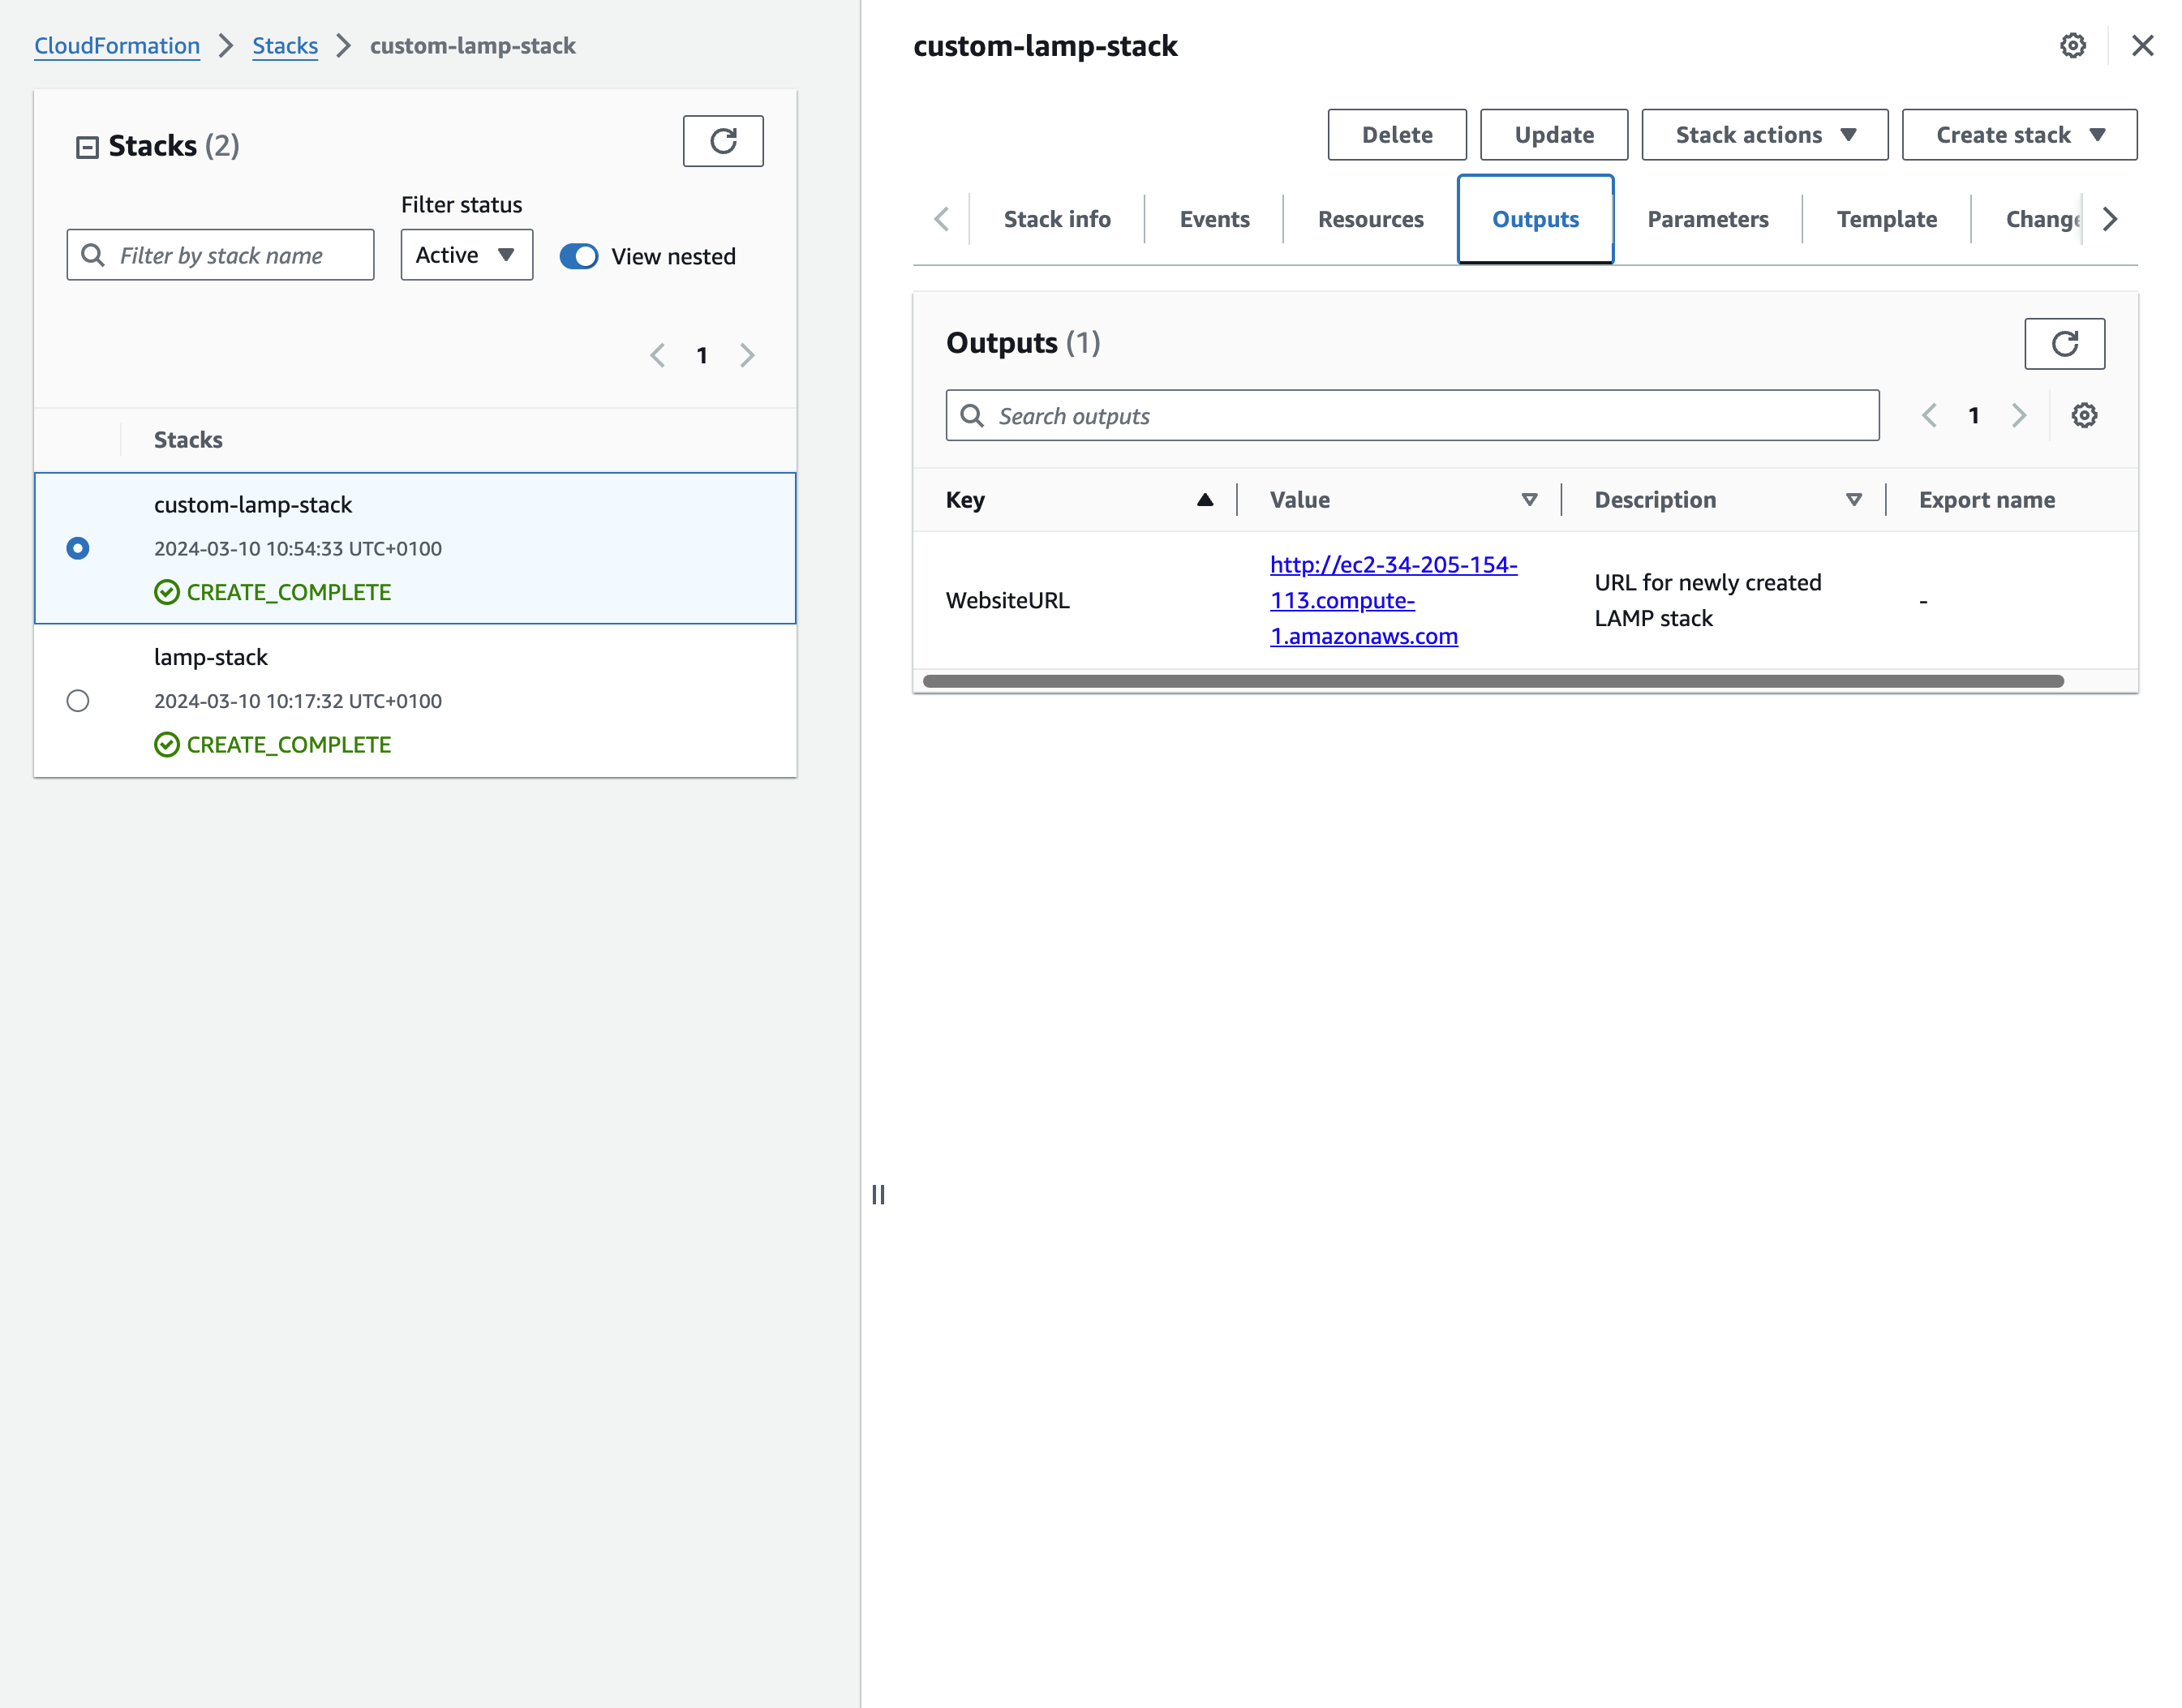 CloudFormation > Stacks > custom-lamp-stack
Stacks (2)
Filter status
Filter by stack name
Active
View nested
1
Stacks
custom-lamp-stack
2024-03-10 10:54:33 UTC+0100
CREATE_COMPLETE
lamp-stack
2024-03-10 10:17:32 UTC+0100
CREATE_COMPLETE
custom-lamp-stack
Delete Update Stack actions Create stack
Stack info Events Resources Outputs Parameters Template Change
Outputs (1)
Search outputs 1
Key Value Description Export name
WebsiteURL
http://ec2-34-205-154-
113.compute-
1.amazonaws.com
URL for newly created
LAMP stack
-